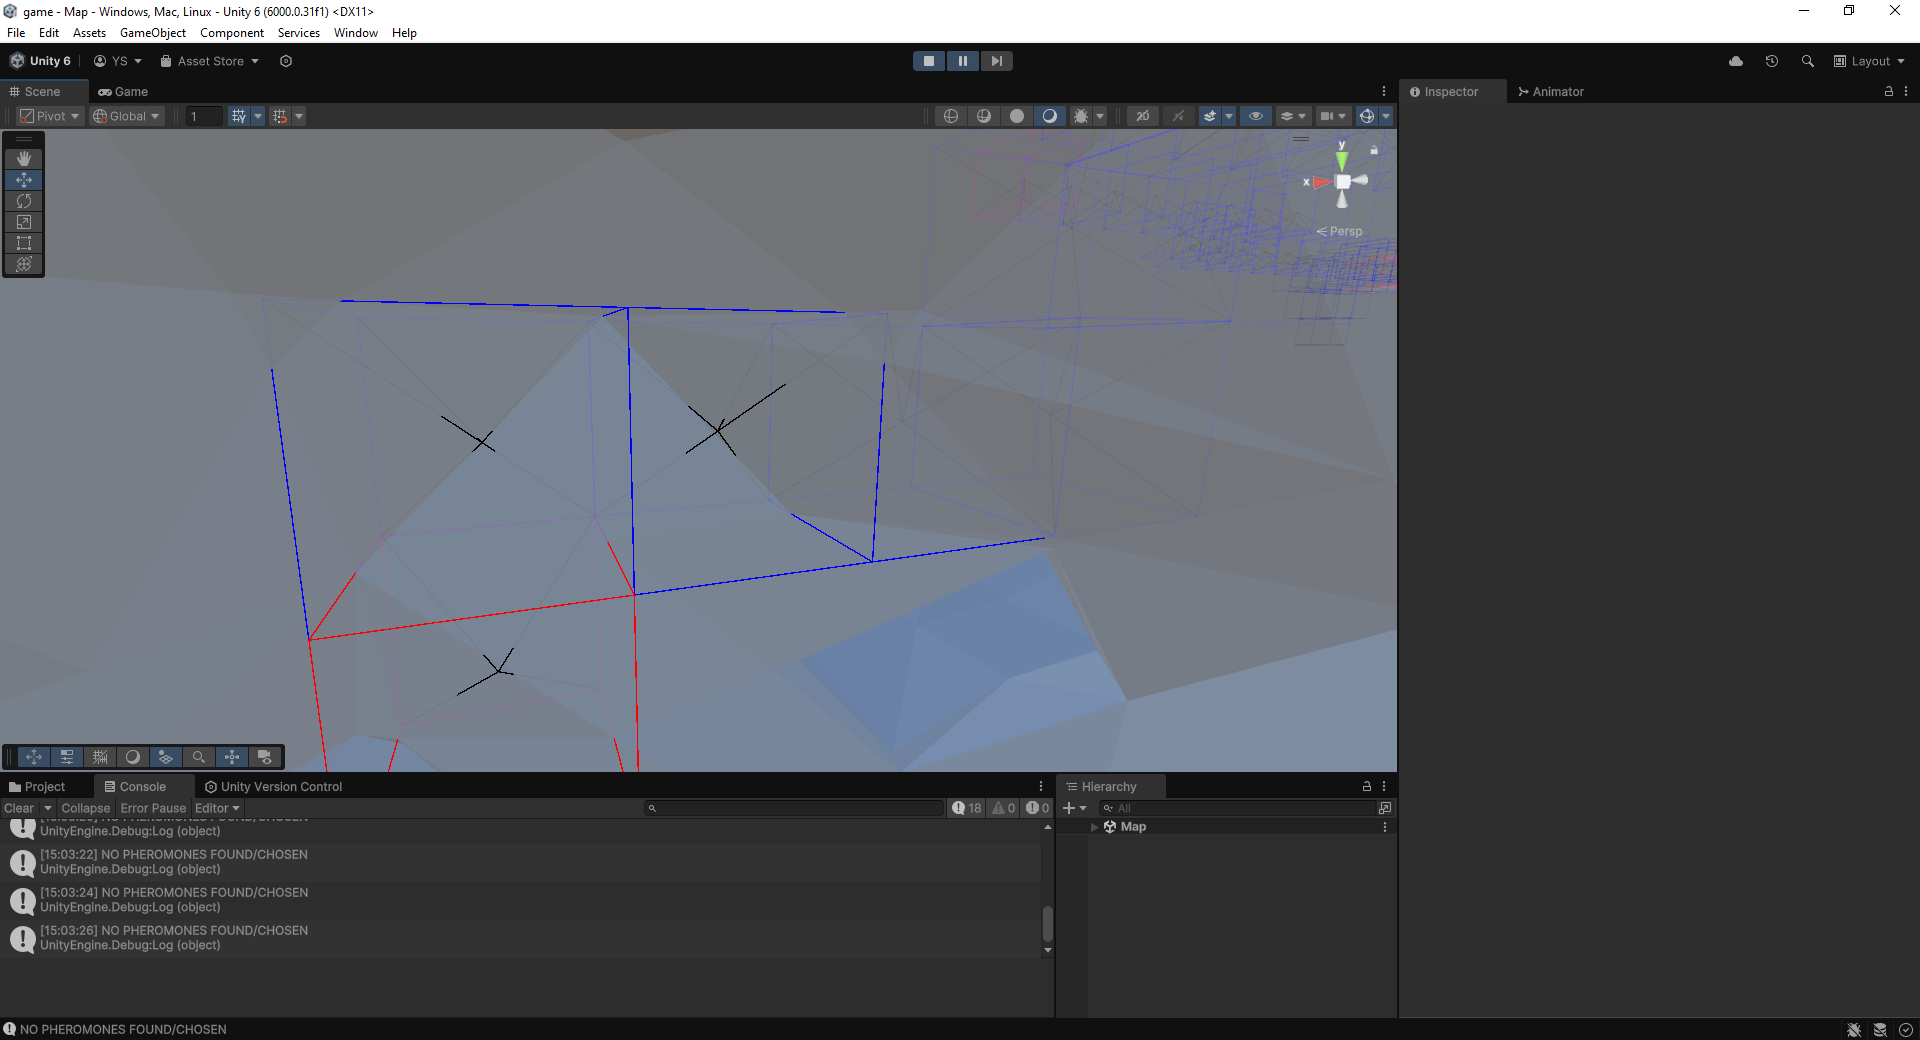 game - Map - Windows, Mac, Linux - Unity 6 (6000.0.31f1) <DX11>
File Edit Assets GameObject Component Services Window Help
Unity 6 YS Asset Store Layout
Scene Game Inspector Animator
Pivot Global 1 2D
y
x
Persp
Project Console Unity Version Control Hierarchy
Clear Collapse Error Pause Editor 18 0 0 All
UnityEngine.Debug:Log (object)
Map
[15:03:22] NO PHEROMONES FOUND/CHOSEN
UnityEngine.Debug:Log (object)
[15:03:24] NO PHEROMONES FOUND/CHOSEN
UnityEngine.Debug:Log (object)
[15:03:26] NO PHEROMONES FOUND/CHOSEN
UnityEngine.Debug:Log (object)
NO PHEROMONES FOUND/CHOSEN